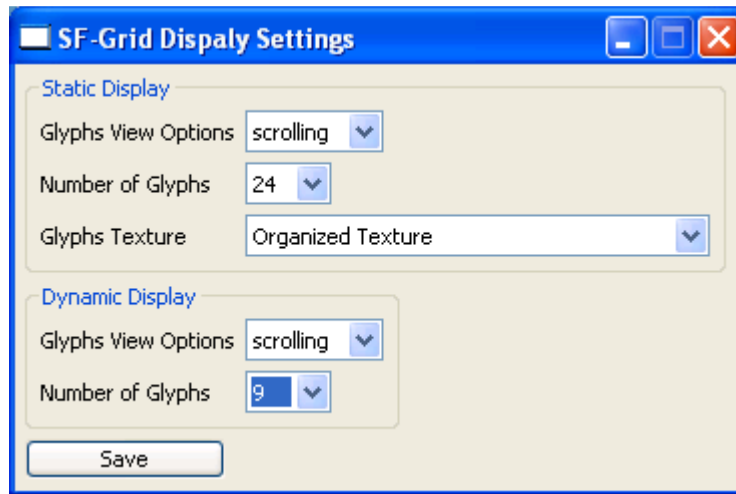 SF-Grid Dispaly Settings
Static Display
Glyphs View Options scrolling
Number of Glyphs 24
Glyphs Texture Organized Texture
Dynamic Display
Glyphs View Options scrolling
Number of Glyphs 9
Save